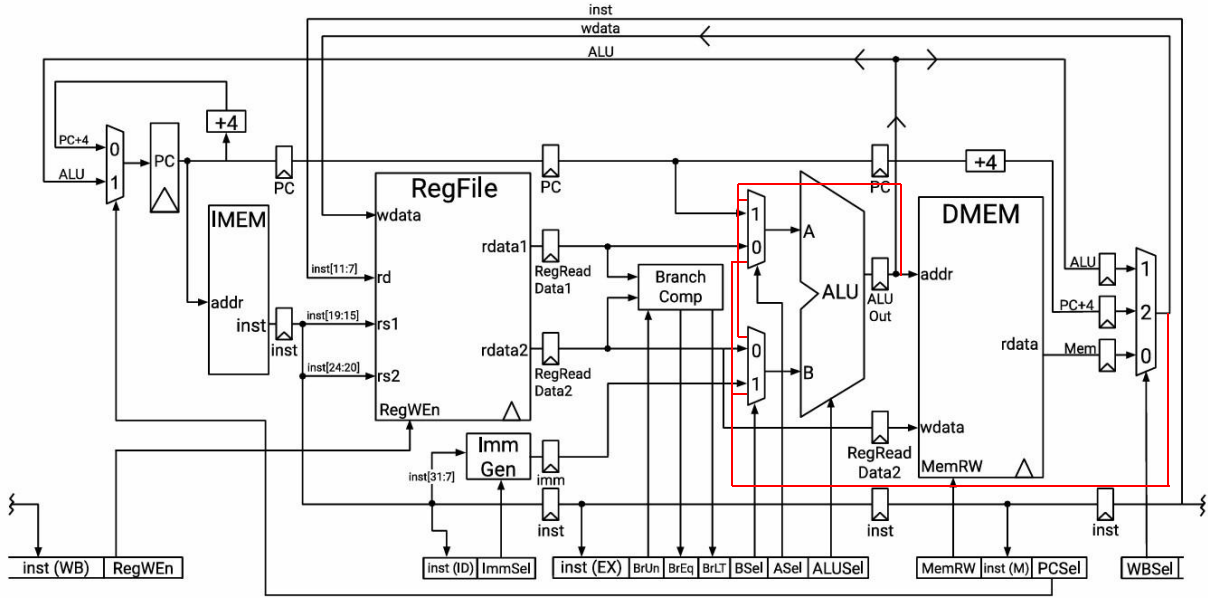 inst
wdata
ALU
+4
PC+4
0
ALU
1
PC
PC
PC
PC
+4
IMEM
addr
inst
inst
RegFile
wdata
inst[11:7]
rd
inst[19:15]
rs1
inst[24:20]
rs2
rdata1
rdata2
RegWEn
RegRead
Data1
RegRead
Data2
Branch
Comp
1
0
0
1
A
B
ALU
ALU
Out
DMEM
addr
rdata
wdata
MemRW
RegRead
Data2
ALU
PC+4
Mem
1
2
0
Imm
Gen
inst[31:7]
imm
inst
inst
inst
inst (WB)
RegWEn
inst (ID)
ImmSel
inst (EX)
BrUn
BrEq
BrLT
BSel
ASel
ALUSel
MemRW
inst (M)
PCSel
WBSel